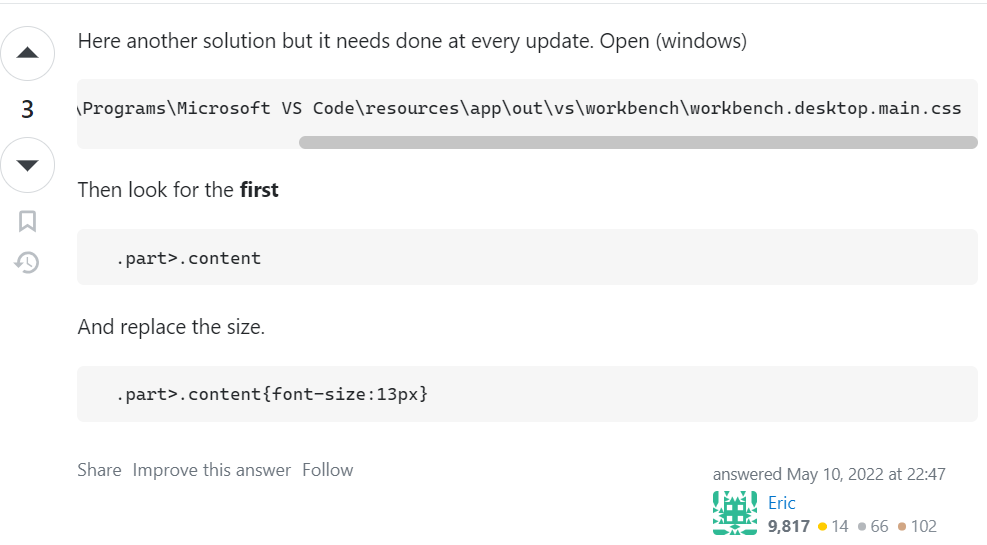 Here another solution but it needs done at every update. Open (windows)
\Programs\Microsoft VS Code\resources\app\out\vs\workbench\workbench.desktop.main.css
3
Then look for the first
.part>.content
And replace the size.
.part>.content{font-size:13px}
Share Improve this answer Follow
answered May 10, 2022 at 22:47
Eric
9,817 14 66 102